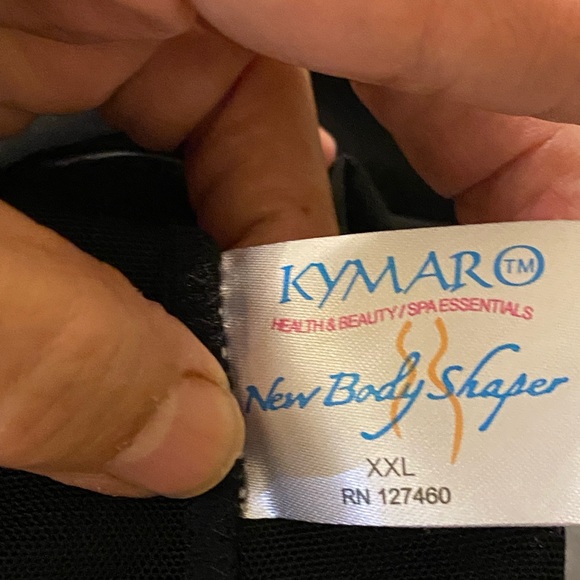 KYMARO™
HEALTH & BEAUTY / SPA ESSENTIALS
New Body Shaper
XXL
RN 127460